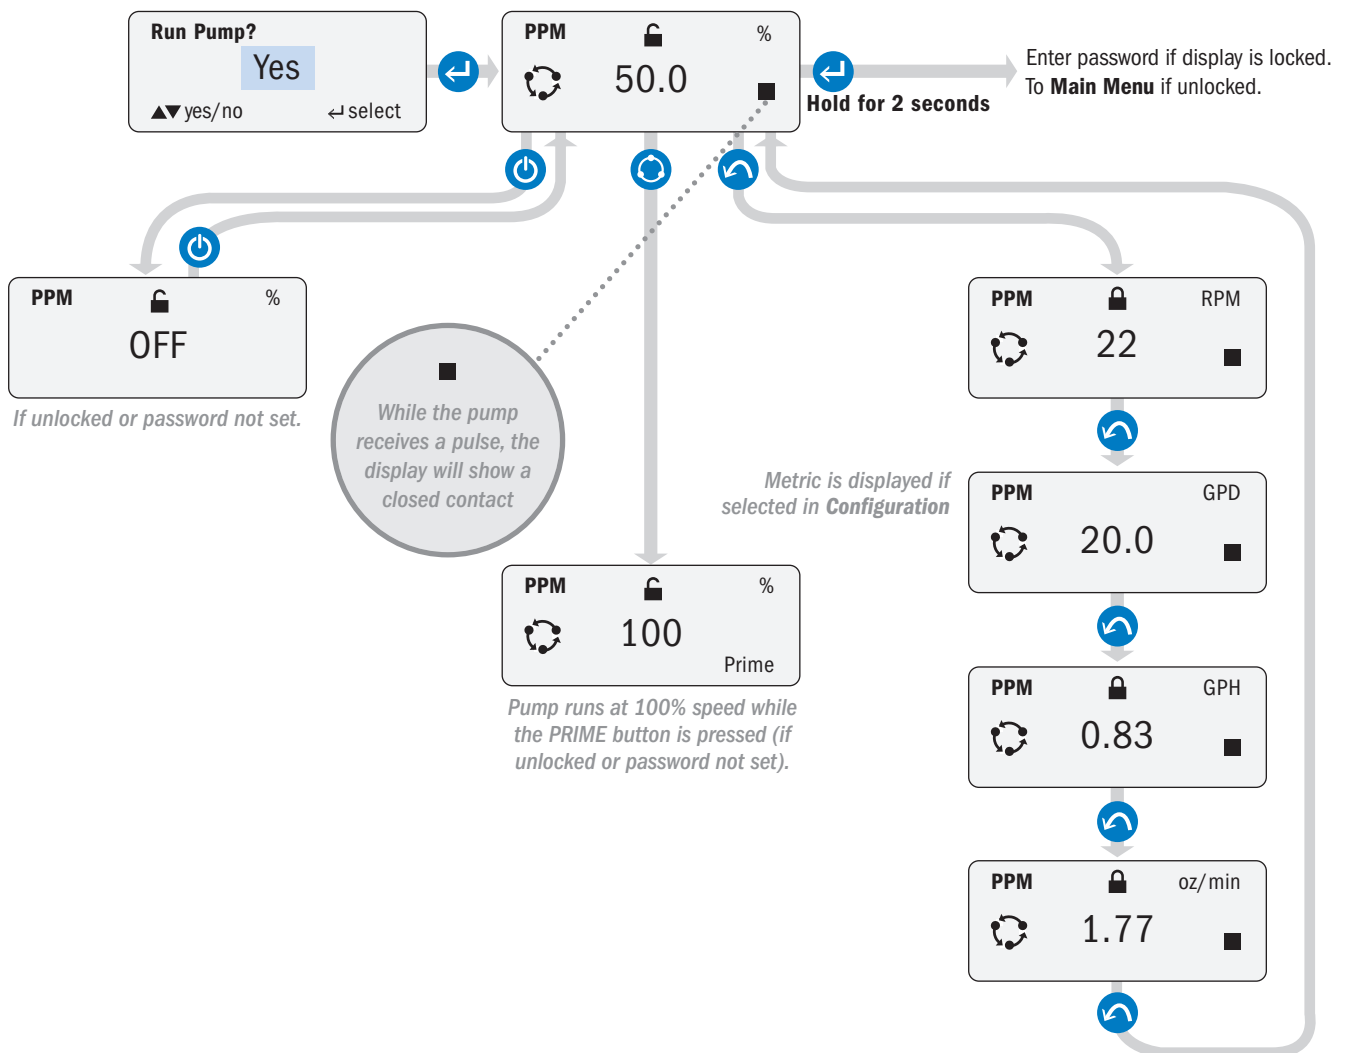 Run Pump?
Yes
▲▼ yes/no ↵ select
PPM %
50.0
Hold for 2 seconds
Enter password if display is locked.
To Main Menu if unlocked.
PPM %
OFF
If unlocked or password not set.
While the pump
receives a pulse, the
display will show a
closed contact
PPM %
100
Prime
Pump runs at 100% speed while
the PRIME button is pressed (if
unlocked or password not set).
PPM RPM
22
Metric is displayed if
selected in Configuration
PPM GPD
20.0
PPM GPH
0.83
PPM oz/min
1.77